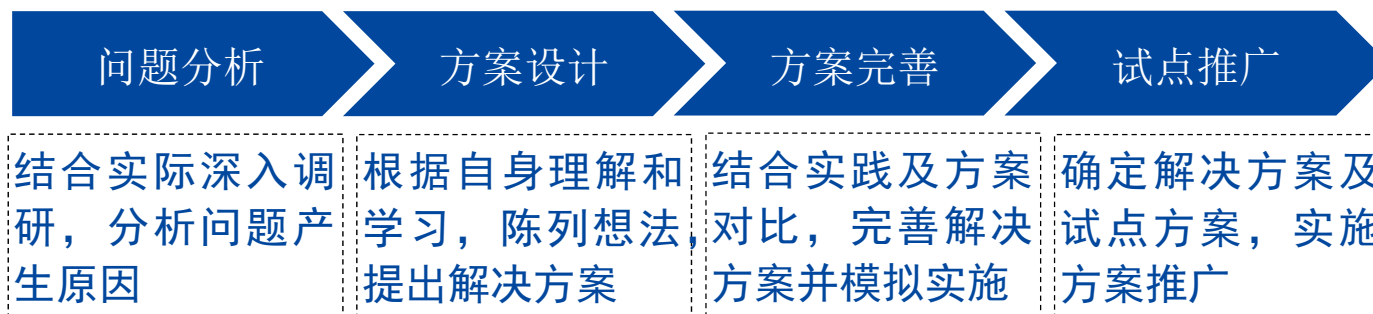 问题分析
方案设计
方案完善
试点推广
结合实际深入调
研，分析问题产
生原因
根据自身理解和
学习，陈列想法，
提出解决方案
结合实践及方案
对比，完善解决
方案并模拟实施
确定解决方案及
试点方案，实施
方案推广